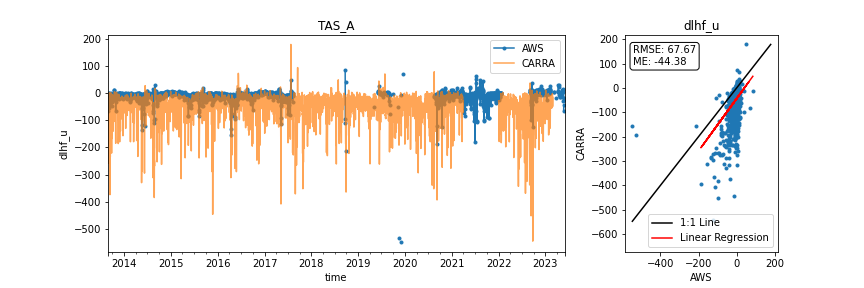 TAS_A
dlhf_u
200
100
0
−100
−200
−300
−400
−500
dlhf_u
AWS
CARRA
2014 2015 2016 2017 2018 2019 2020 2021 2022 2023
time
200
100
0
−100
−200
−300
−400
−500
−600
CARRA
RMSE: 67.67
ME: -44.38
1:1 Line
Linear Regression
−400 −200 0 200
AWS